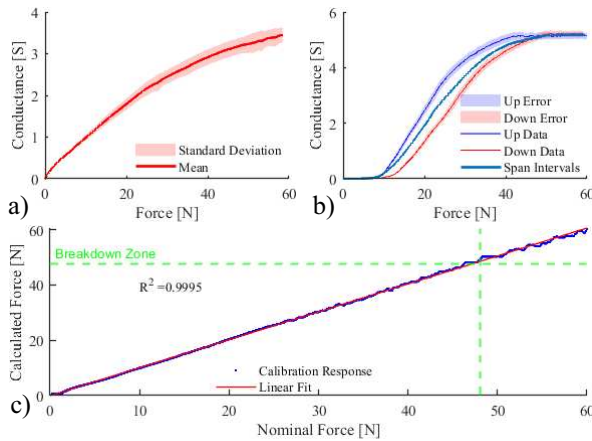 4
3
2
1
0
Conductance [S]
Standard Deviation
Mean
0 20 40 60
Force [N]
a)
6
4
2
0
Conductance [S]
Up Error
Down Error
Up Data
Down Data
Span Intervals
0 20 40 60
Force [N]
b)
60
40
20
0
Calculated Force [N]
Breakdown Zone
R² =0.9995
Calibration Response
Linear Fit
0 10 20 30 40 50 60
Nominal Force [N]
c)